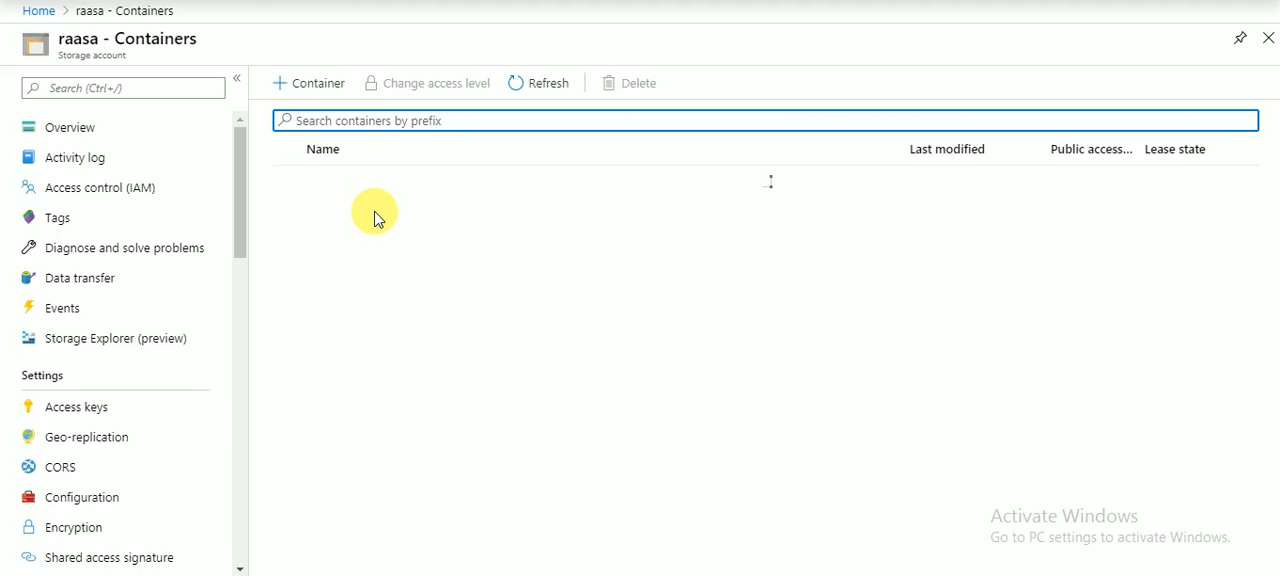 Home > raasa - Containers
raasa - Containers
Storage account
Search (Ctrl+/)
«
Overview
Activity log
Access control (IAM)
Tags
Diagnose and solve problems
Data transfer
Events
Storage Explorer (preview)
Settings
Access keys
Geo-replication
CORS
Configuration
Encryption
Shared access signature
+ Container Change access level Refresh Delete
Search containers by prefix
Name Last modified Public access... Lease state
Activate Windows
Go to PC settings to activate Windows.